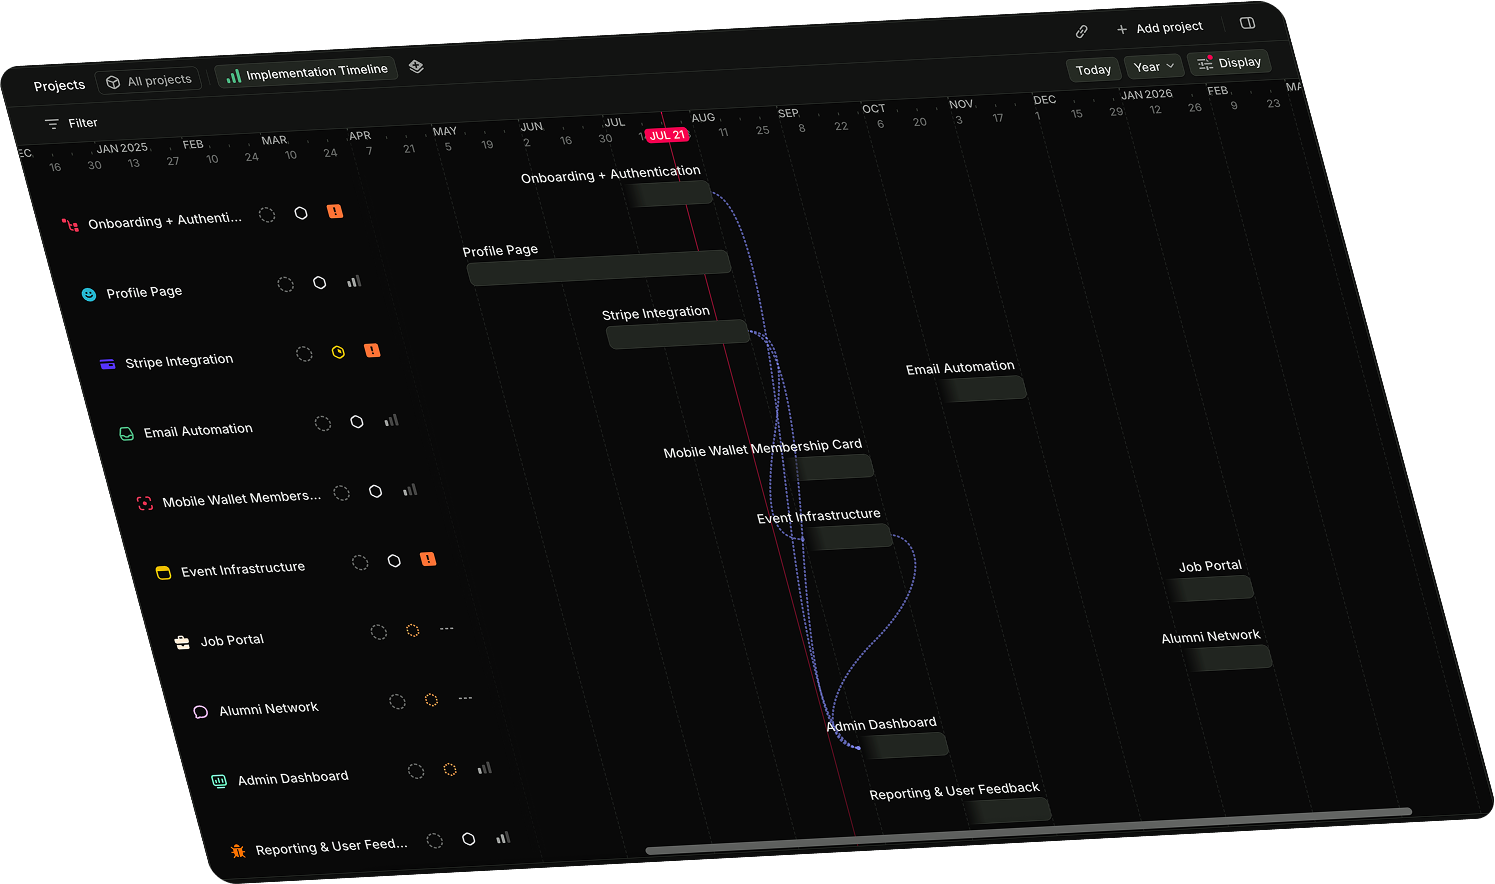 Projects
All projects
Implementation Timeline
Add project
Filter
Today
Year
Display
EC
JAN 2025
FEB
MAR
APR
MAY
JUN
JUL
AUG
SEP
OCT
NOV
DEC
JAN 2026
FEB
MA
16 30 13 27 10 24 10 24 7 21 5 19 2 16 30
JUL 21
11 25 8 22 6 20 3 17 1 15 29 12 26 9 23
Onboarding + Authenti...
Profile Page
Stripe Integration
Email Automation
Mobile Wallet Members...
Event Infrastructure
Job Portal
Alumni Network
Admin Dashboard
Reporting & User Feed...
Onboarding + Authentication
Profile Page
Stripe Integration
Email Automation
Mobile Wallet Membership Card
Event Infrastructure
Job Portal
Alumni Network
Admin Dashboard
Reporting & User Feedback